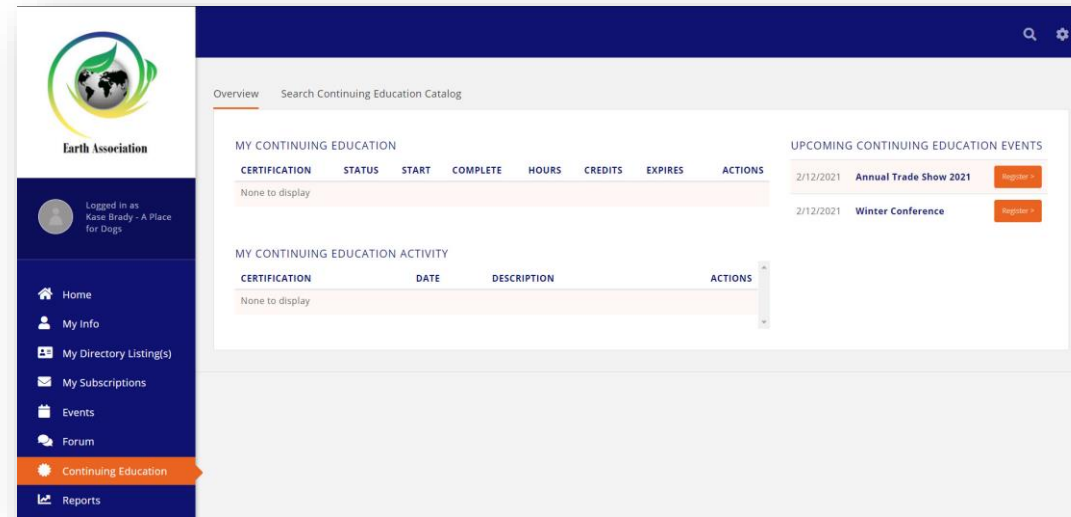 Earth Association
Logged in as
Kase Brady - A Place
for Dogs
Home
My Info
My Directory Listing(s)
My Subscriptions
Events
Forum
Continuing Education
Reports
Overview Search Continuing Education Catalog
MY CONTINUING EDUCATION
CERTIFICATION STATUS START COMPLETE HOURS CREDITS EXPIRES ACTIONS
None to display
MY CONTINUING EDUCATION ACTIVITY
CERTIFICATION DATE DESCRIPTION ACTIONS
None to display
UPCOMING CONTINUING EDUCATION EVENTS
2/12/2021 Annual Trade Show 2021 Register >
2/12/2021 Winter Conference Register >